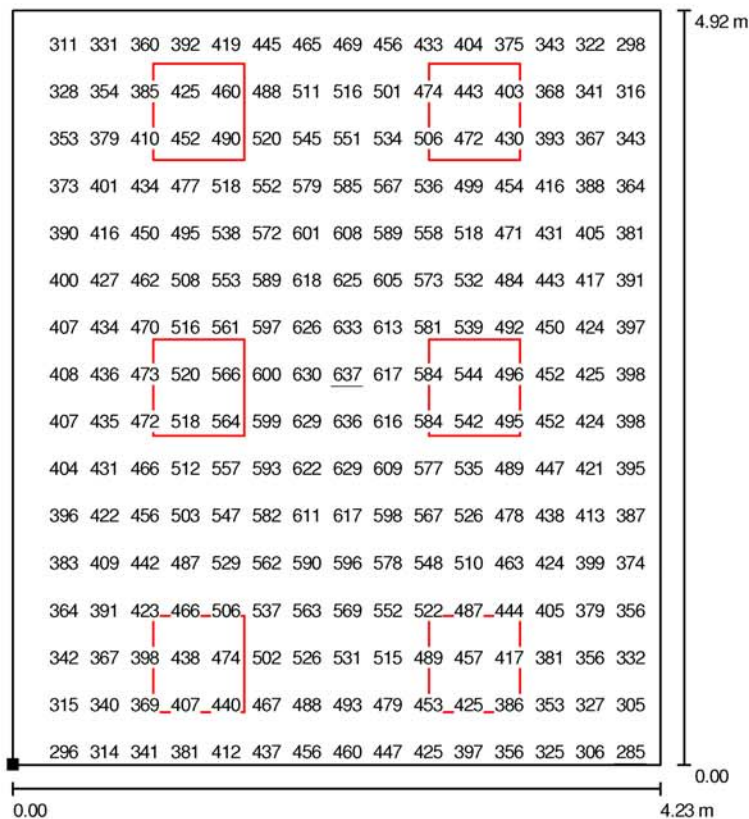 4.92 m
311 331 360 392 419 445 465 469 456 433 404 375 343 322 298
328 354 385 425 460 488 511 516 501 474 443 403 368 341 316
353 379 410 452 490 520 545 551 534 506 472 430 393 367 343
373 401 434 477 518 552 579 585 567 536 499 454 416 388 364
390 416 450 495 538 572 601 608 589 558 518 471 431 405 381
400 427 462 508 553 589 618 625 605 573 532 484 443 417 391
407 434 470 516 561 597 626 633 613 581 539 492 450 424 397
408 436 473 520 566 600 630 637 617 584 544 496 452 425 398
407 435 472 518 564 599 629 636 616 584 542 495 452 424 398
404 431 466 512 557 593 622 629 609 577 535 489 447 421 395
396 422 456 503 547 582 611 617 598 567 526 478 438 413 387
383 409 442 487 529 562 590 596 578 548 510 463 424 399 374
364 391 423 466 506 537 563 569 552 522 487 444 405 379 356
342 367 398 438 474 502 526 531 515 489 457 417 381 356 332
315 340 369 407 440 467 488 493 479 453 425 386 353 327 305
296 314 341 381 412 437 456 460 447 425 397 356 325 306 285
0.00
0.00 4.23 m